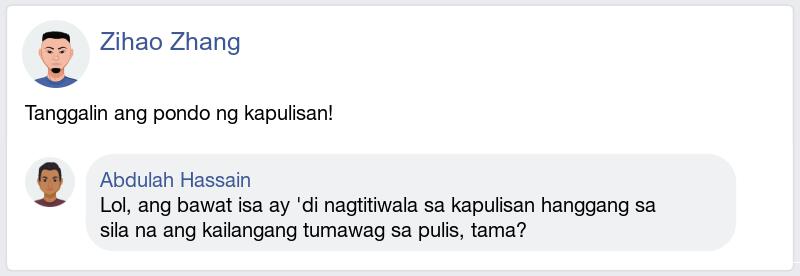 Zihao Zhang
Tanggalin ang pondo ng kapulisan!
Abdulah Hassain
Lol, ang bawat isa ay 'di nagtitiwala sa kapulisan hanggang sa
sila na ang kailangang tumawag sa pulis, tama?